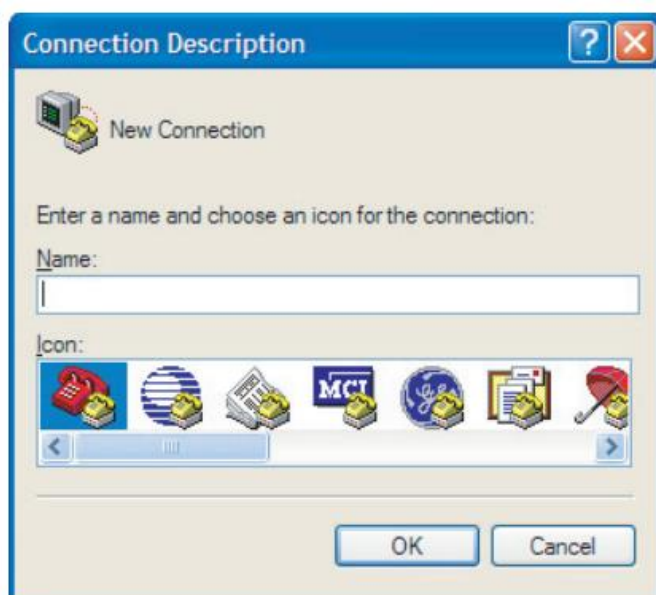 Connection Description
New Connection
Enter a name and choose an icon for the connection:
Name:
Icon:
MCI
OK
Cancel